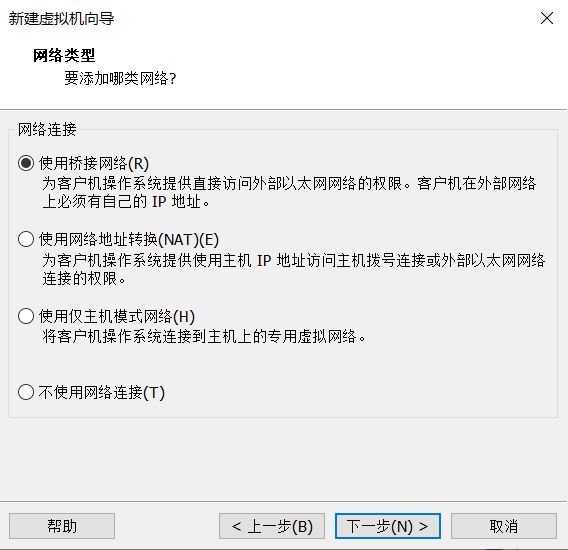 新建虚拟机向导
网络类型
要添加哪类网络?
网络连接
使用桥接网络(R)
为客户机操作系统提供直接访问外部以太网网络的权限。客户机在外部网络
上必须有自己的 IP 地址。
使用网络地址转换(NAT)(E)
为客户机操作系统提供使用主机 IP 地址访问主机拨号连接或外部以太网网络
连接的权限。
使用仅主机模式网络(H)
将客户机操作系统连接到主机上的专用虚拟网络。
不使用网络连接(T)
帮助
< 上一步(B)
下一步(N) >
取消